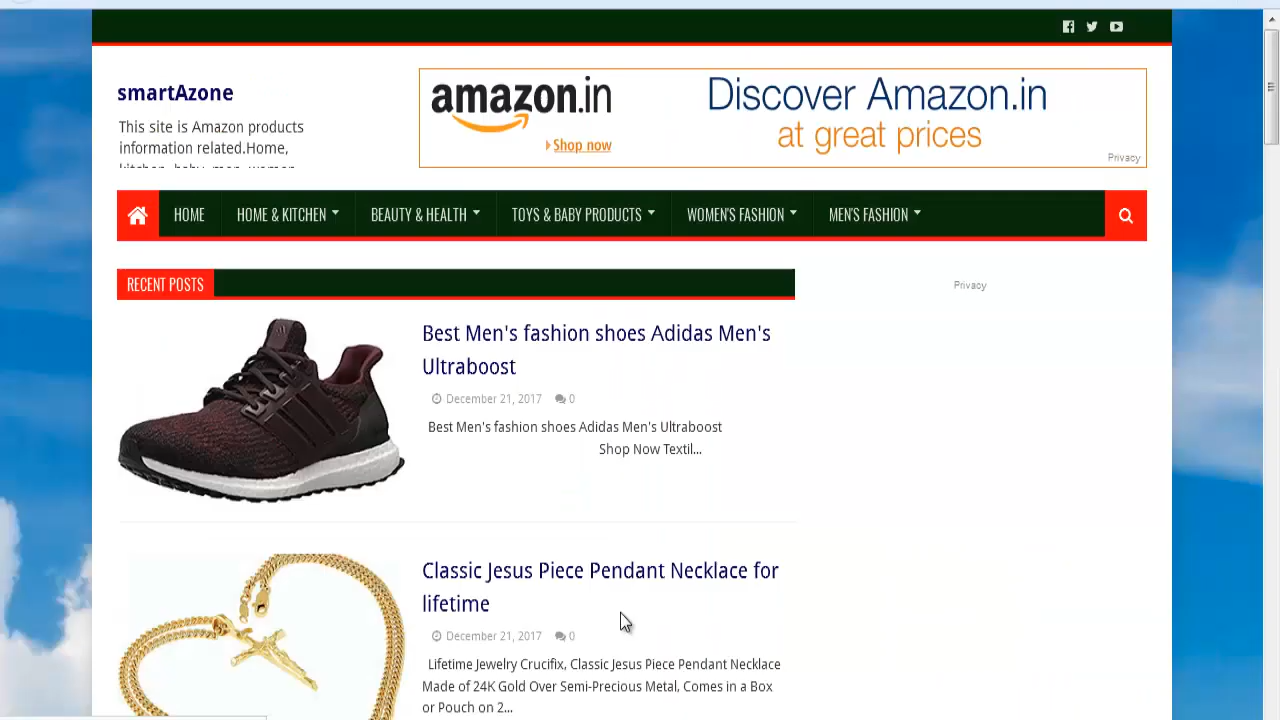 smartAzone
This site is Amazon products
information related.Home,
kitchen, baby, men, women
amazon.in
Shop now
Discover Amazon.in
at great prices
Privacy
HOME
HOME & KITCHEN
BEAUTY & HEALTH
TOYS & BABY PRODUCTS
WOMEN'S FASHION
MEN'S FASHION
RECENT POSTS
Privacy
Best Men's fashion shoes Adidas Men's
Ultraboost
December 21, 2017 0
Best Men's fashion shoes Adidas Men's Ultraboost
Shop Now Textil...
Classic Jesus Piece Pendant Necklace for
lifetime
December 21, 2017 0
Lifetime Jewelry Crucifix, Classic Jesus Piece Pendant Necklace
Made of 24K Gold Over Semi-Precious Metal, Comes in a Box
or Pouch on 2...